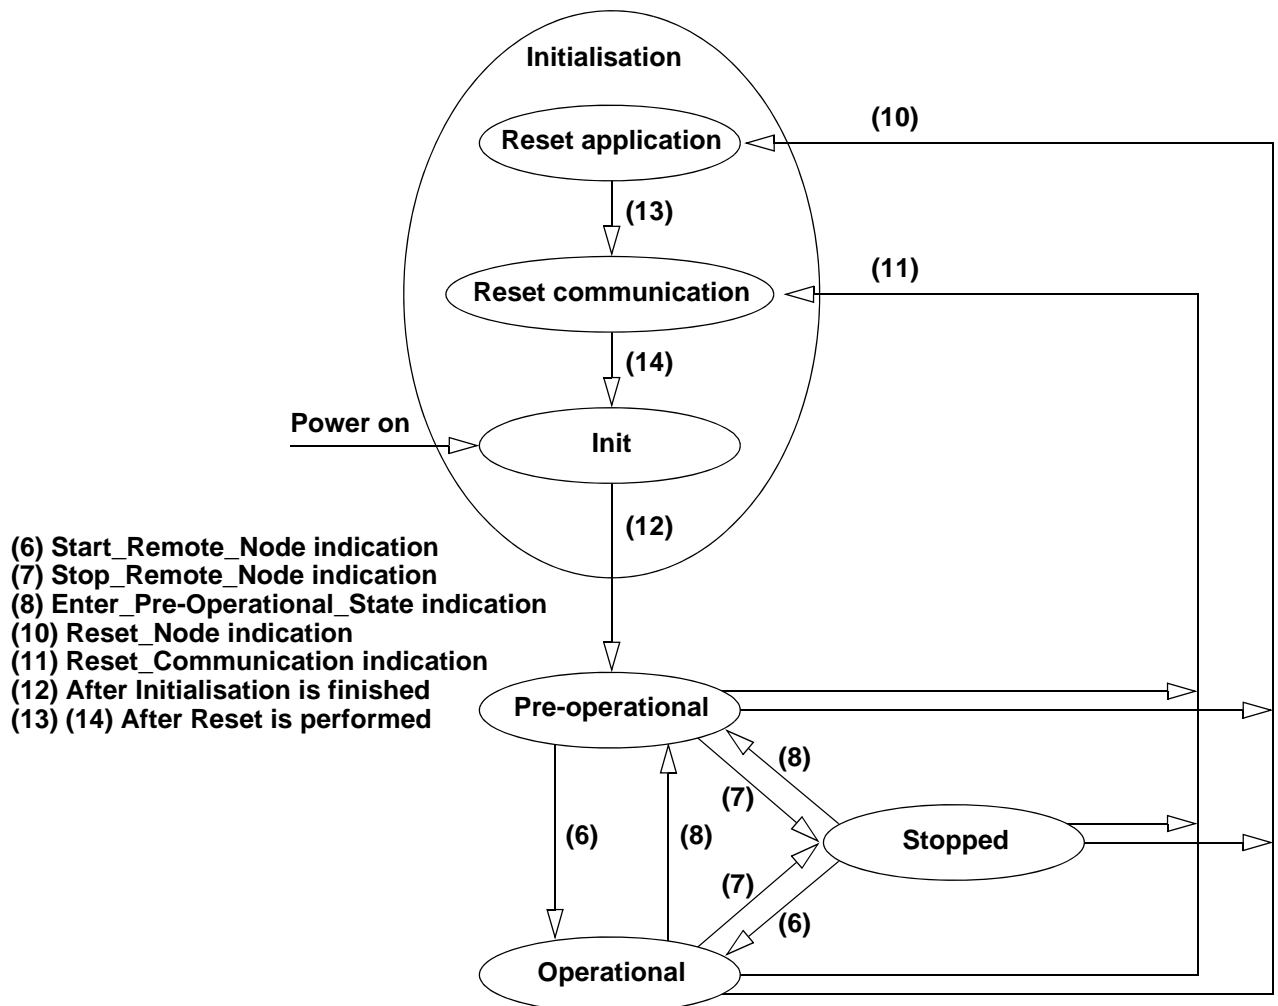 Initialisation
Reset application
(10)
(13)
Reset communication
(11)
(14)
Power on
Init
(12)
(6) Start_Remote_Node indication
(7) Stop_Remote_Node indication
(8) Enter_Pre-Operational_State indication
(10) Reset_Node indication
(11) Reset_Communication indication
(12) After Initialisation is finished
(13) (14) After Reset is performed
Pre-operational
(8)
(7)
(6)
(8)
Stopped
(7)
(6)
Operational